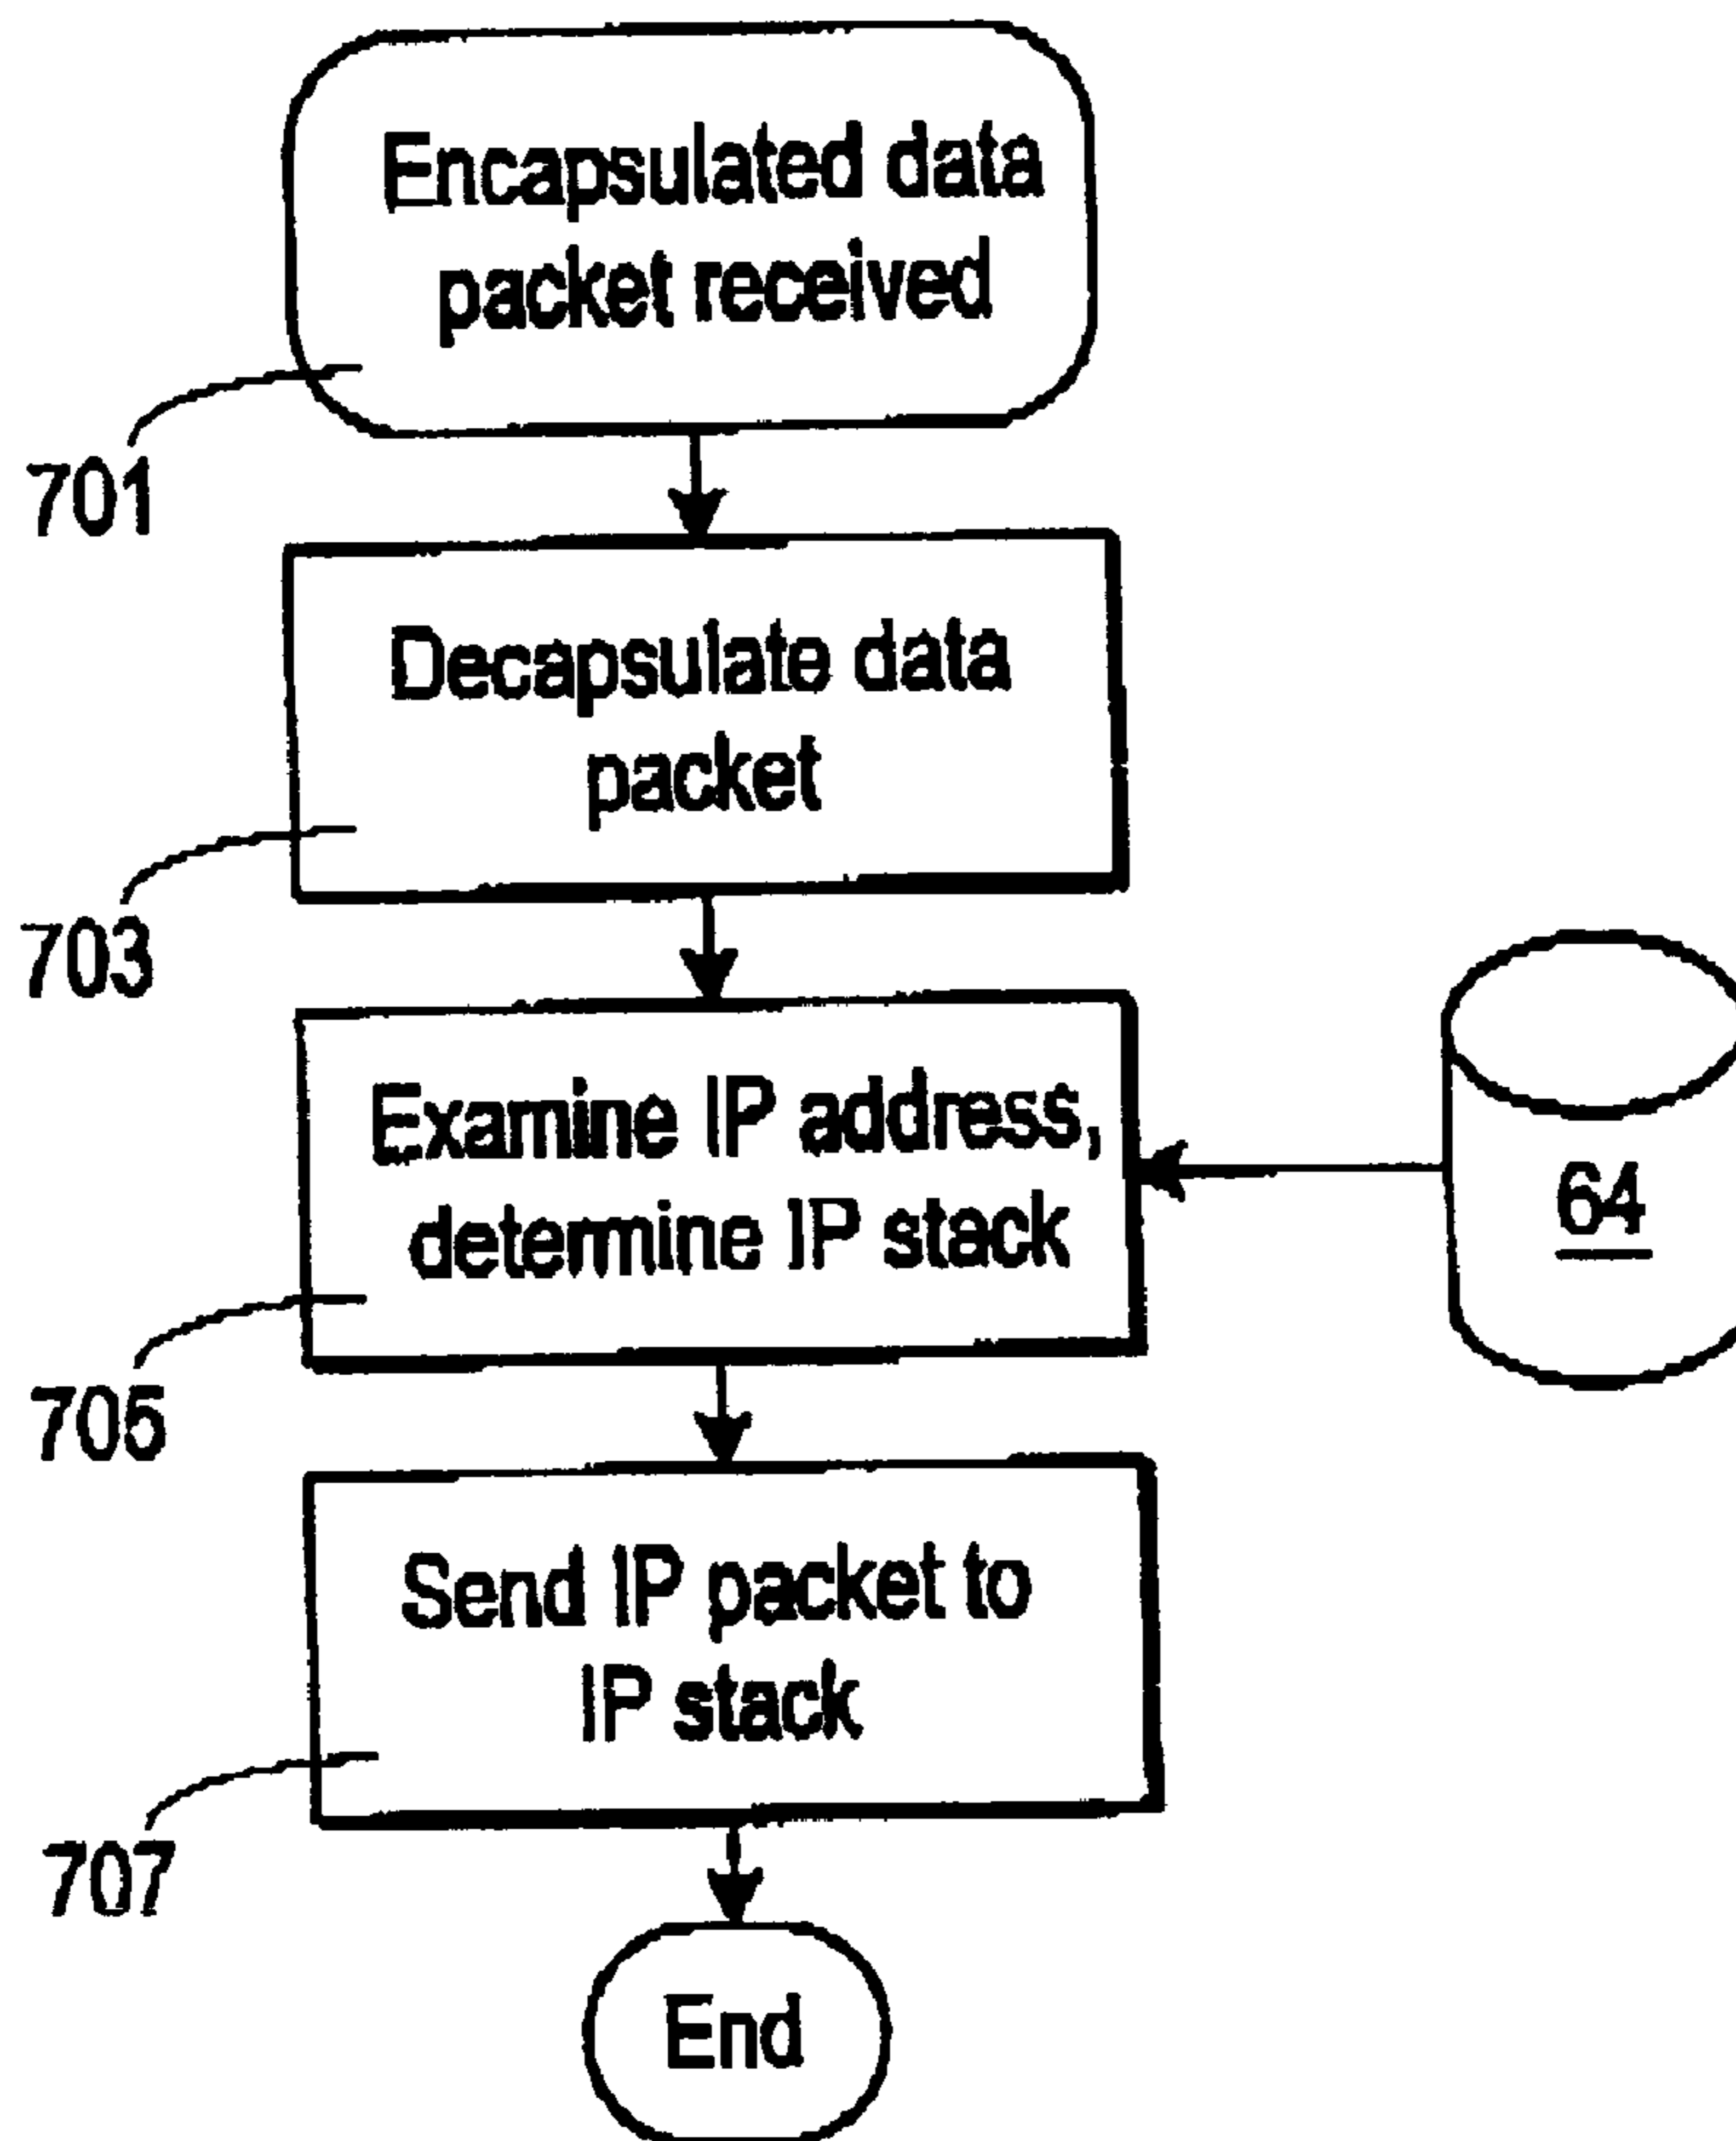 Encapsulated data
packet received
701
Decapsulate data
packet
703
Examine IP address,
determine IP stack
64
705
Send IP packet to
IP stack
707
End